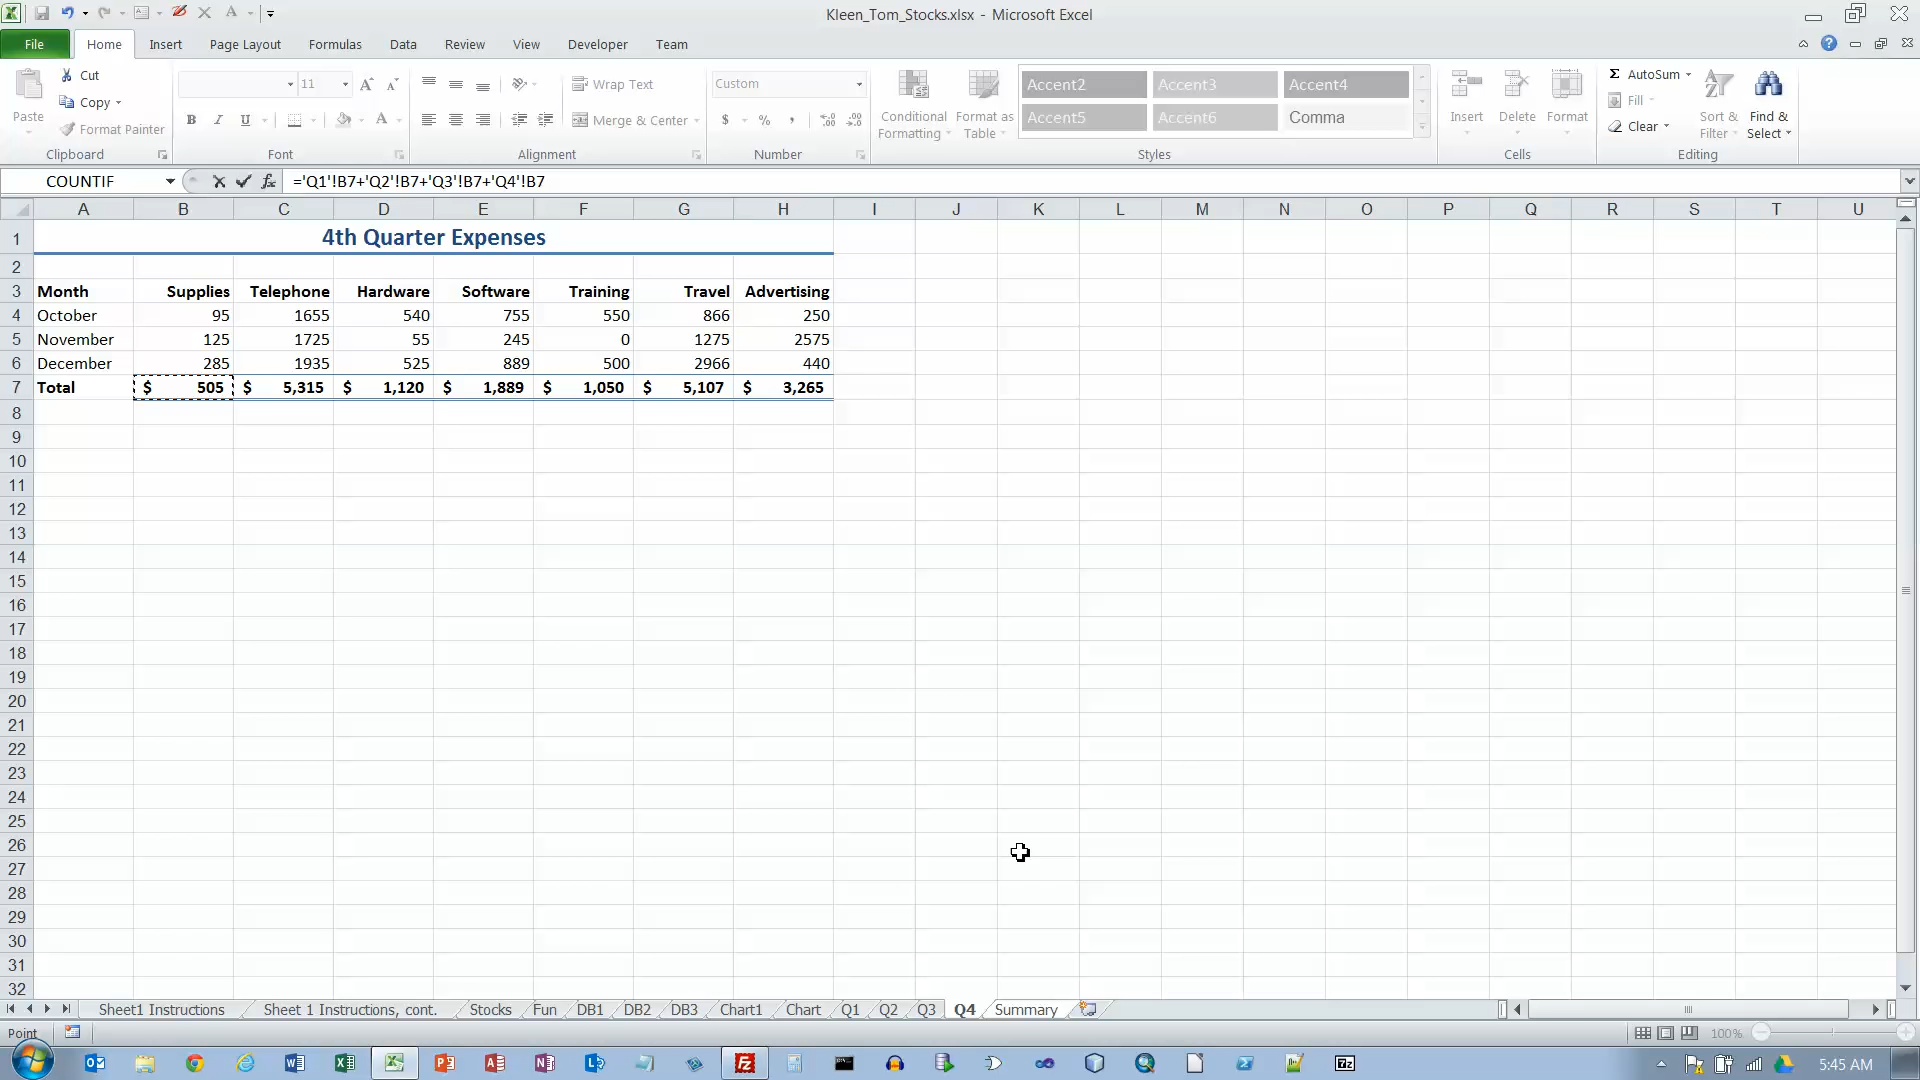 Kleen_Tom_Stocks.xlsx - Microsoft Excel
File Home Insert Page Layout Formulas Data Review View Developer Team
Paste Cut Copy Format Painter Clipboard
11 B I U Font
Wrap Text Merge & Center Alignment
Custom $ % , Number
Conditional Formatting Format as Table
Accent2 Accent3 Accent4
Accent5 Accent6 Comma
Styles
Insert Delete Format Cells
Σ AutoSum Fill Clear Sort & Filter Find & Select Editing
COUNTIF fx ='Q1'!B7+'Q2'!B7+'Q3'!B7+'Q4'!B7
A B C D E F G H I J K L M N O P Q R S T U
1 4th Quarter Expenses
2
3 Month Supplies Telephone Hardware Software Training Travel Advertising
4 October 95 1655 540 755 550 866 250
5 November 125 1725 55 245 0 1275 2575
6 December 285 1935 525 889 500 2966 440
7 Total $ 505 $ 5,315 $ 1,120 $ 1,889 $ 1,050 $ 5,107 $ 3,265
8
9
10
11
12
13
14
15
16
17
18
19
20
21
22
23
24
25
26
27
28
29
30
31
32
Sheet1 Instructions Sheet 1 Instructions, cont. Stocks Fun DB1 DB2 DB3 Chart1 Chart Q1 Q2 Q3 Q4 Summary
Point 100%
5:45 AM